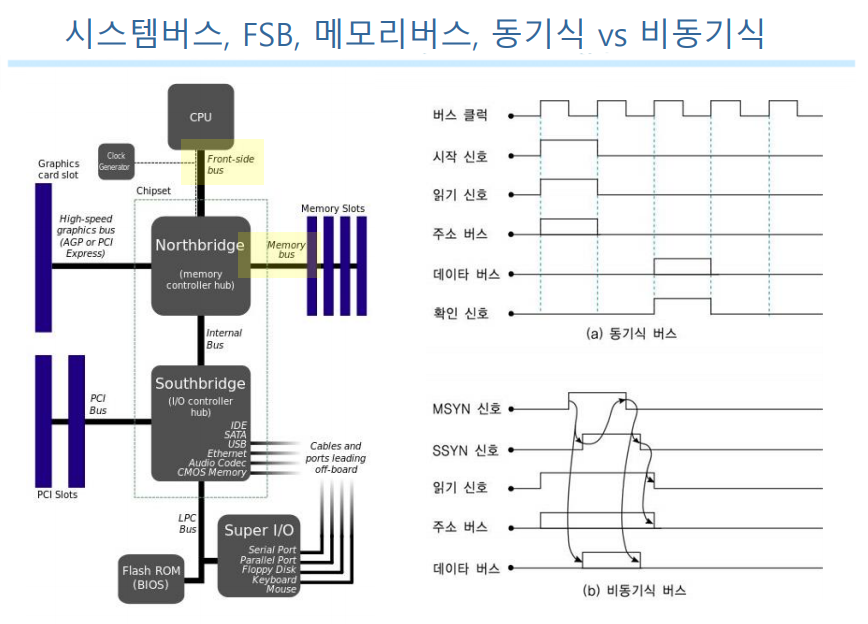 시스템버스, FSB, 메모리버스, 동기식 vs 비동기식
CPU
Clock
Generator
Front-side
bus
Graphics
card slot
Chipset
Memory Slots
High-speed
graphics bus
(AGP or PCI
Express)
Northbridge
(memory
controller hub)
Memory
bus
Internal
Bus
Southbridge
(I/O controller
hub)
PCI
Bus
IDE
SATA
USB
Ethernet
Audio Codec
CMOS Memory
Cables and
ports leading
off-board
PCI Slots
LPC
Bus
Super I/O
Serial Port
Parallel Port
Floppy Disk
Keyboard
Mouse
Flash ROM
(BIOS)
버스 클럭
시작 신호
읽기 신호
주소 버스
데이타 버스
확인 신호
(a) 동기식 버스
MSYN 신호
SSYN 신호
읽기 신호
주소 버스
데이타 버스
(b) 비동기식 버스